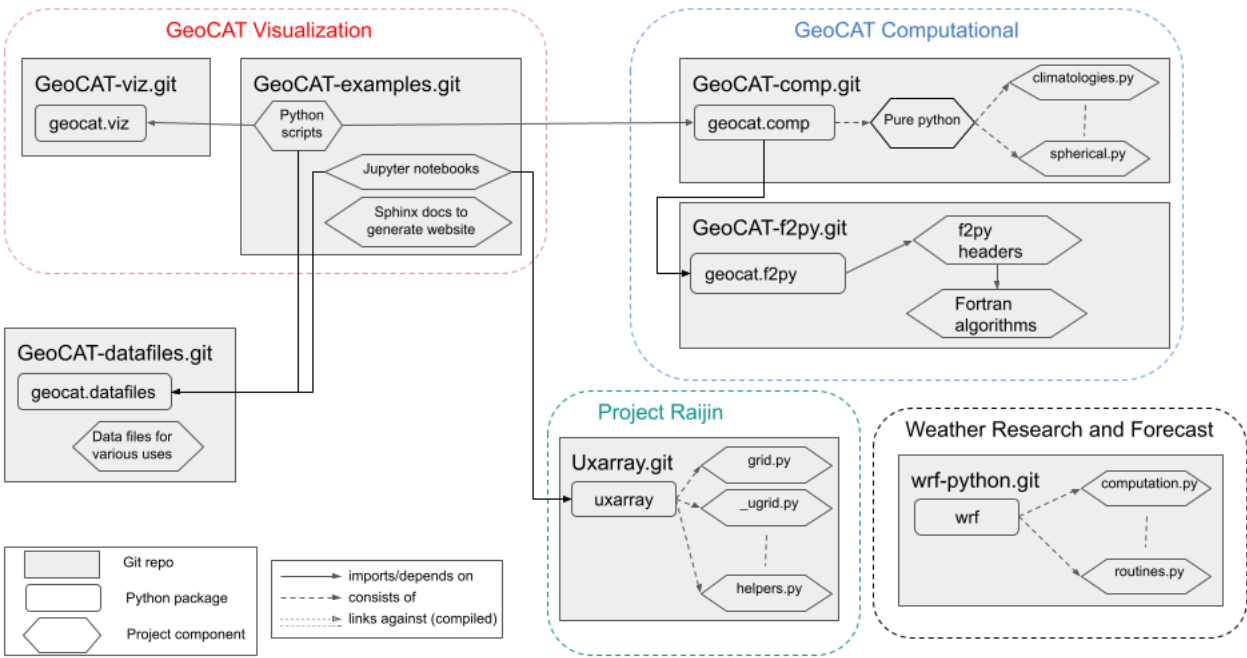 GeoCAT Visualization
GeoCAT-viz.git
geocat.viz
GeoCAT-examples.git
Python
scripts
Jupyter notebooks
Sphinx docs to
generate website
GeoCAT Computational
GeoCAT-comp.git
geocat.comp
Pure python
climatologies.py
spherical.py
GeoCAT-f2py.git
geocat.f2py
f2py
headers
Fortran
algorithms
GeoCAT-datafiles.git
geocat.datafiles
Data files for
various uses
Project Raijin
Uxarray.git
uxarray
grid.py
_ugrid.py
helpers.py
Weather Research and Forecast
wrf-python.git
wrf
computation.py
routines.py
Git repo
Python package
Project component
imports/depends on
consists of
links against (compiled)